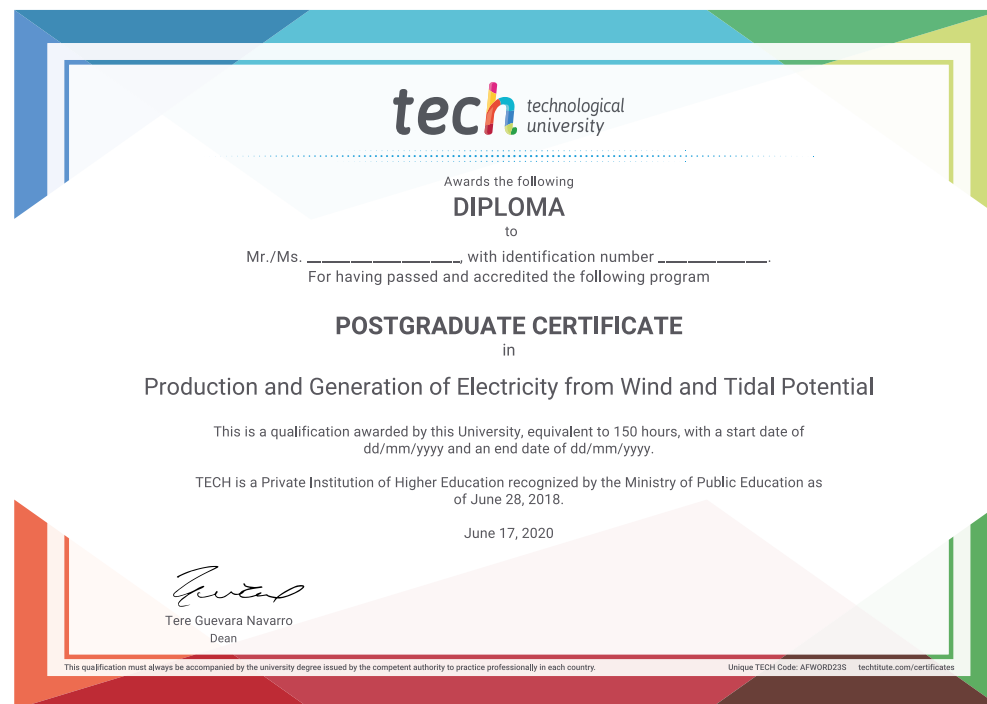 tech technological
university
Awards the following
DIPLOMA
to
Mr./Ms. ____________________, with identification number ______________.
For having passed and accredited the following program
POSTGRADUATE CERTIFICATE
in
Production and Generation of Electricity from Wind and Tidal Potential
This is a qualification awarded by this University, equivalent to 150 hours, with a start date of
dd/mm/yyyy and an end date of dd/mm/yyyy.
TECH is a Private Institution of Higher Education recognized by the Ministry of Public Education as
of June 28, 2018.
June 17, 2020
Tere Guevara Navarro
Dean
This qualification must always be accompanied by the university degree issued by the competent authority to practice professionally in each country.
Unique TECH Code: AFWORD23S techtitute.com/certificates